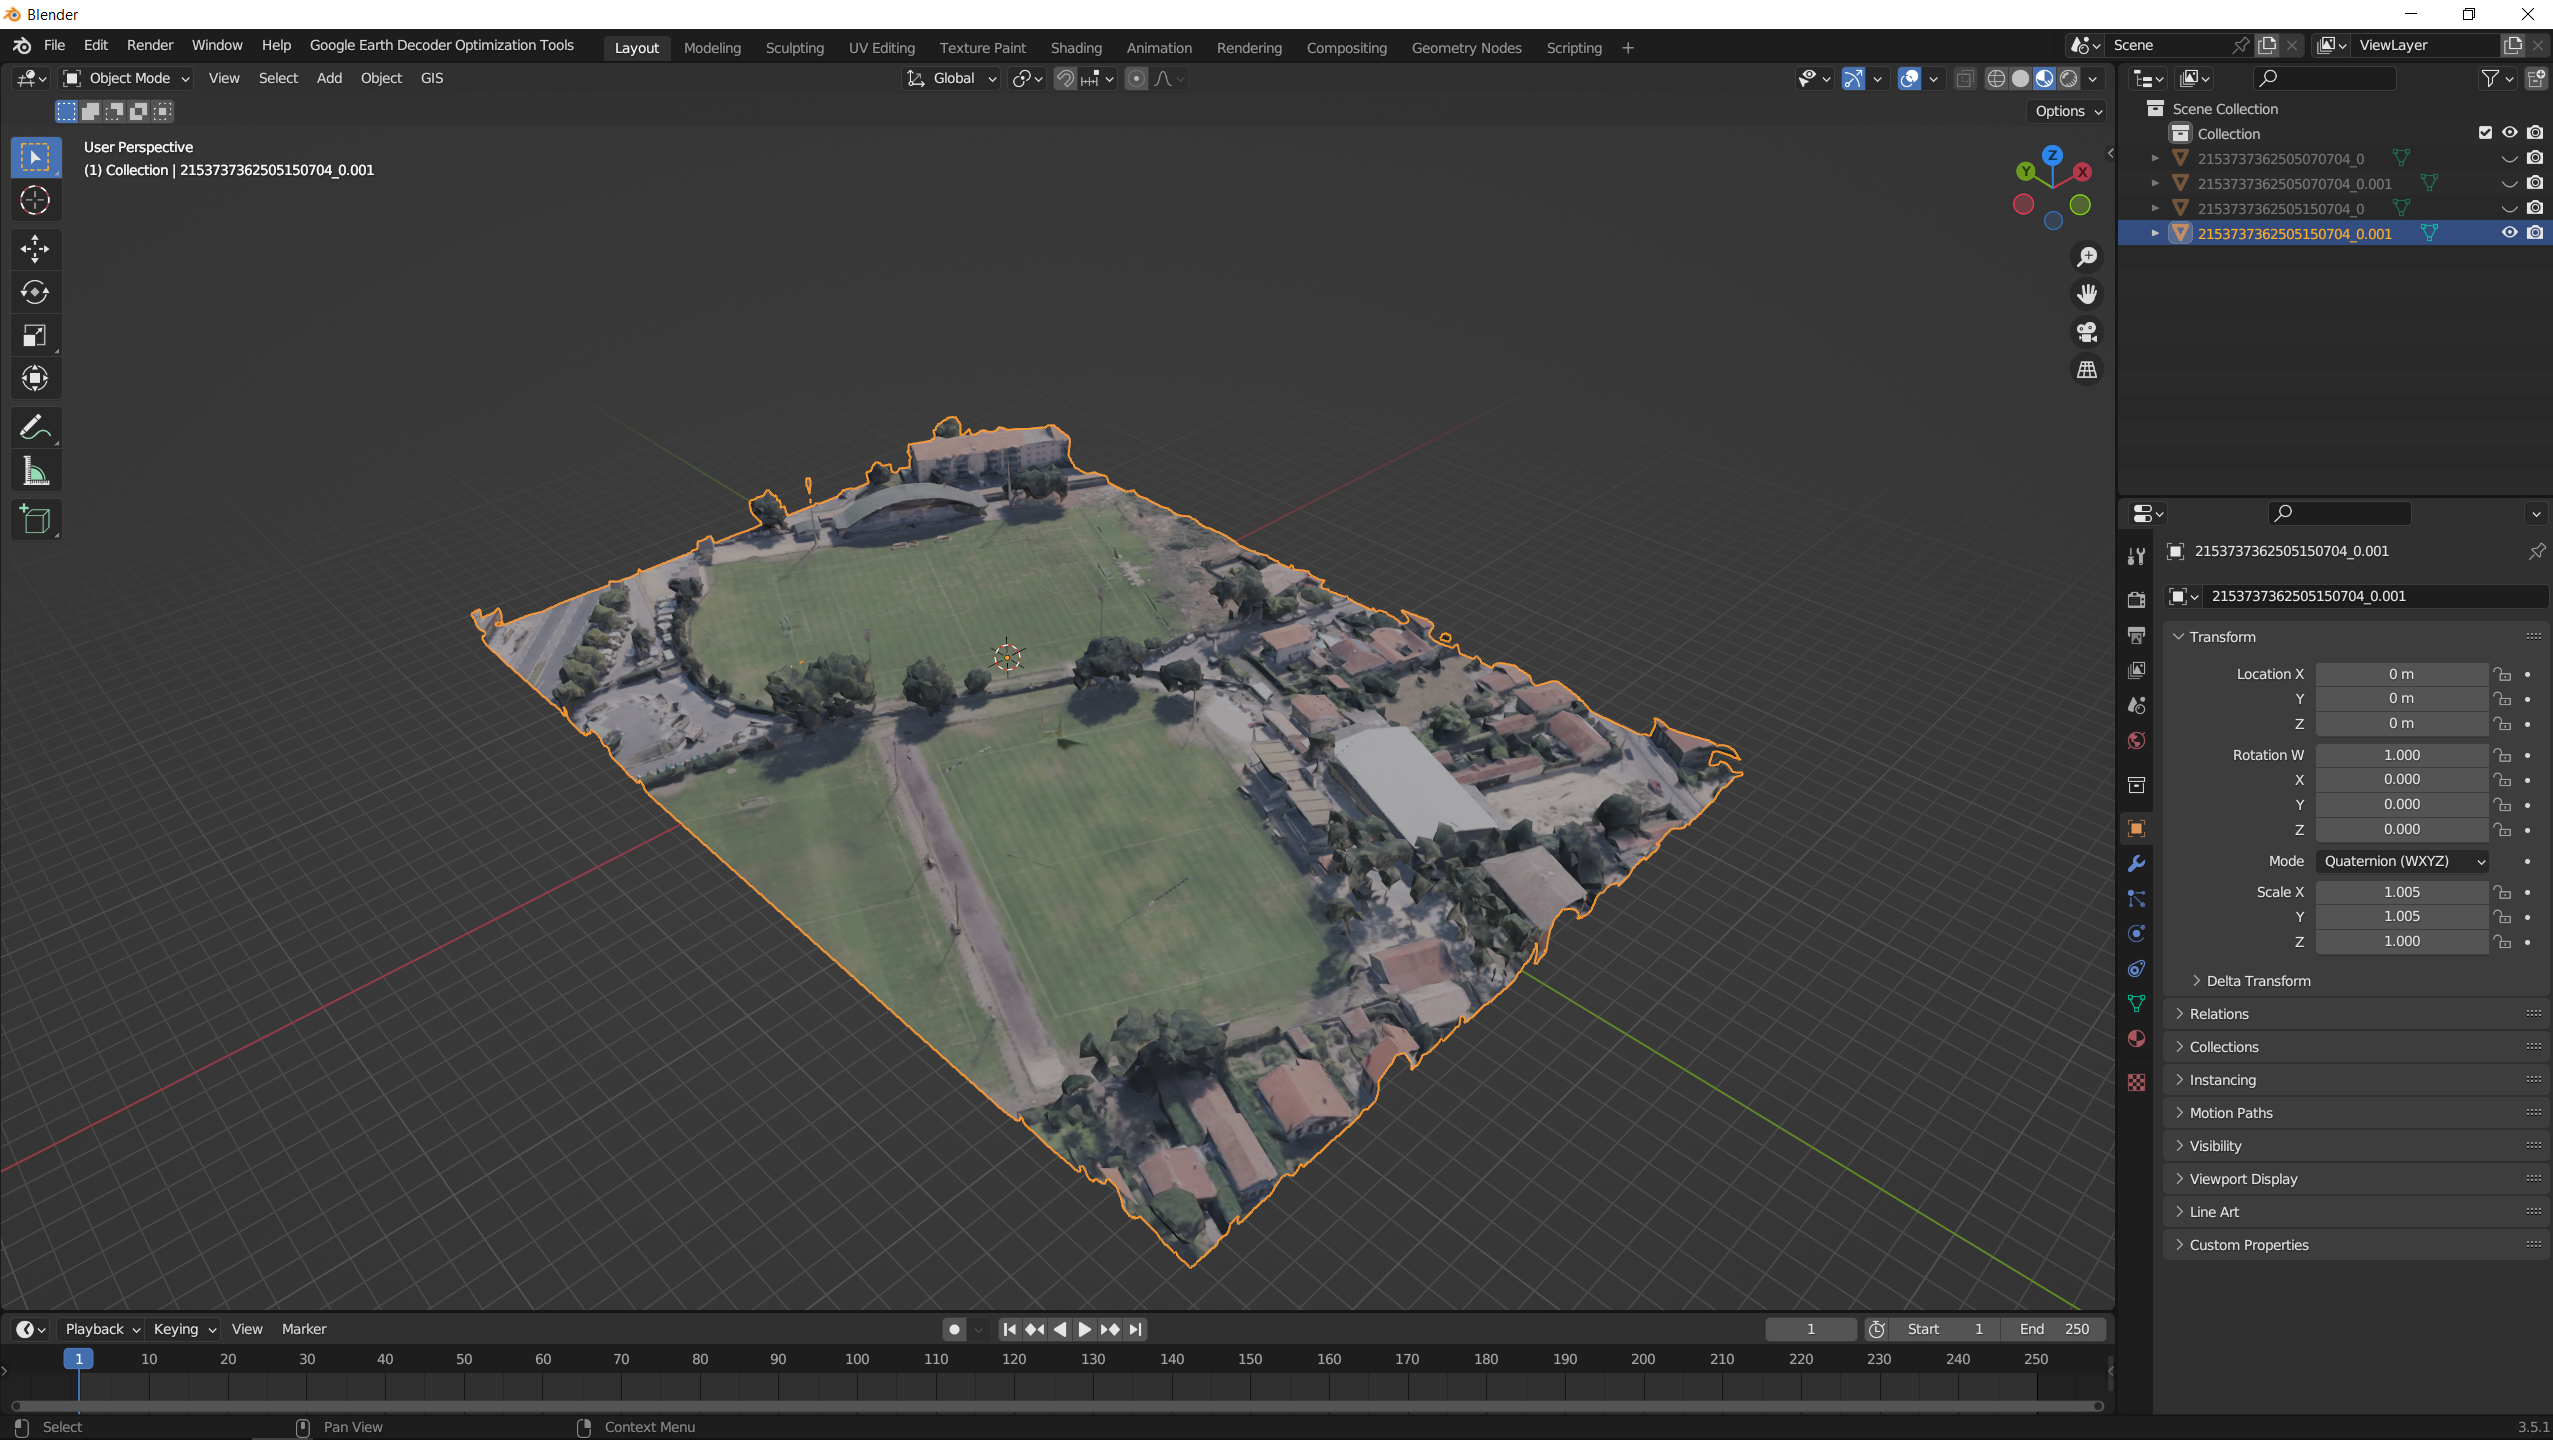 Blender
File Edit Render Window Help Google Earth Decoder Optimization Tools Layout Modeling Sculpting UV Editing Texture Paint Shading Animation Rendering Compositing Geometry Nodes Scripting Scene ViewLayer
Object Mode View Select Add Object GIS Global
Options
User Perspective
(1) Collection | 2153737362505150704_0.001
Z
Y
X
Scene Collection
Collection
2153737362505070704_0
2153737362505070704_0.001
2153737362505150704_0
2153737362505150704_0.001
2153737362505150704_0.001
2153737362505150704_0.001
Transform
Location X 0 m
Y 0 m
Z 0 m
Rotation W 1.000
X 0.000
Y 0.000
Z 0.000
Mode Quaternion (WXYZ)
Scale X 1.005
Y 1.005
Z 1.000
Delta Transform
Relations
Collections
Instancing
Motion Paths
Visibility
Viewport Display
Line Art
Custom Properties
Playback Keying View Marker 1 Start 1 End 250
1 10 20 30 40 50 60 70 80 90 100 110 120 130 140 150 160 170 180 190 200 210 220 230 240 250
Select Pan View Context Menu 3.5.1